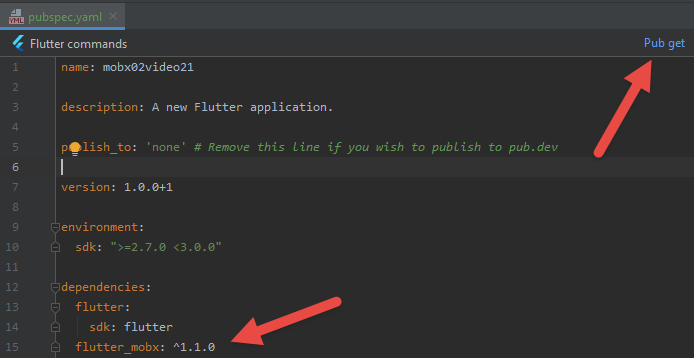 pubspec.yaml
Flutter commands Pub get
1 name: mobx02video21
2
3 description: A new Flutter application.
4
5 publish_to: 'none' # Remove this line if you wish to publish to pub.dev
6
7 version: 1.0.0+1
8
9 environment:
10 sdk: ">=2.7.0 <3.0.0"
11
12 dependencies:
13 flutter:
14 sdk: flutter
15 flutter_mobx: ^1.1.0